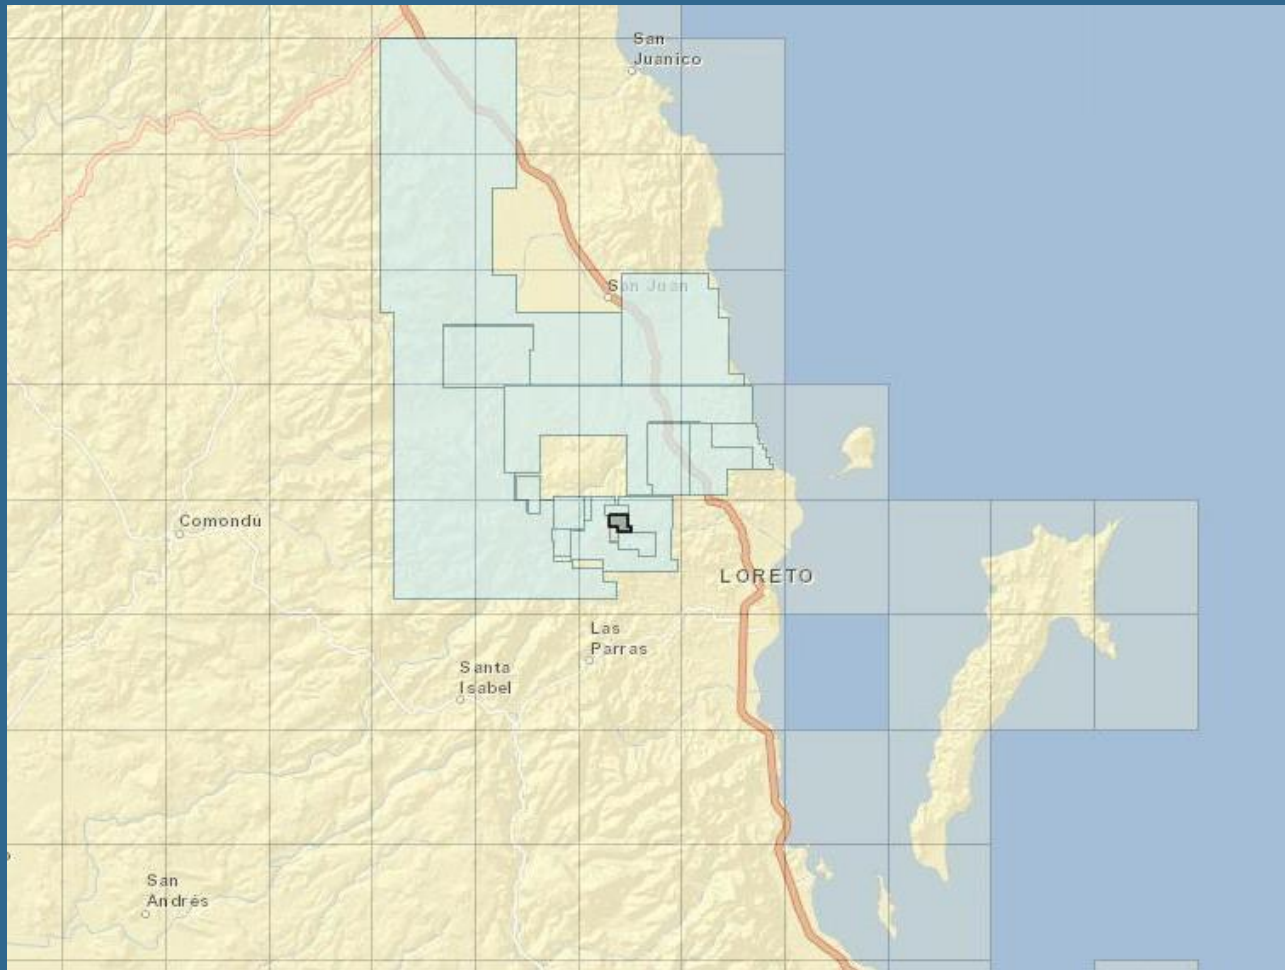 San
Juanico
San Juan
Comondú
LORETO
Las
Parras
Santa
Isabel
San
Andrés